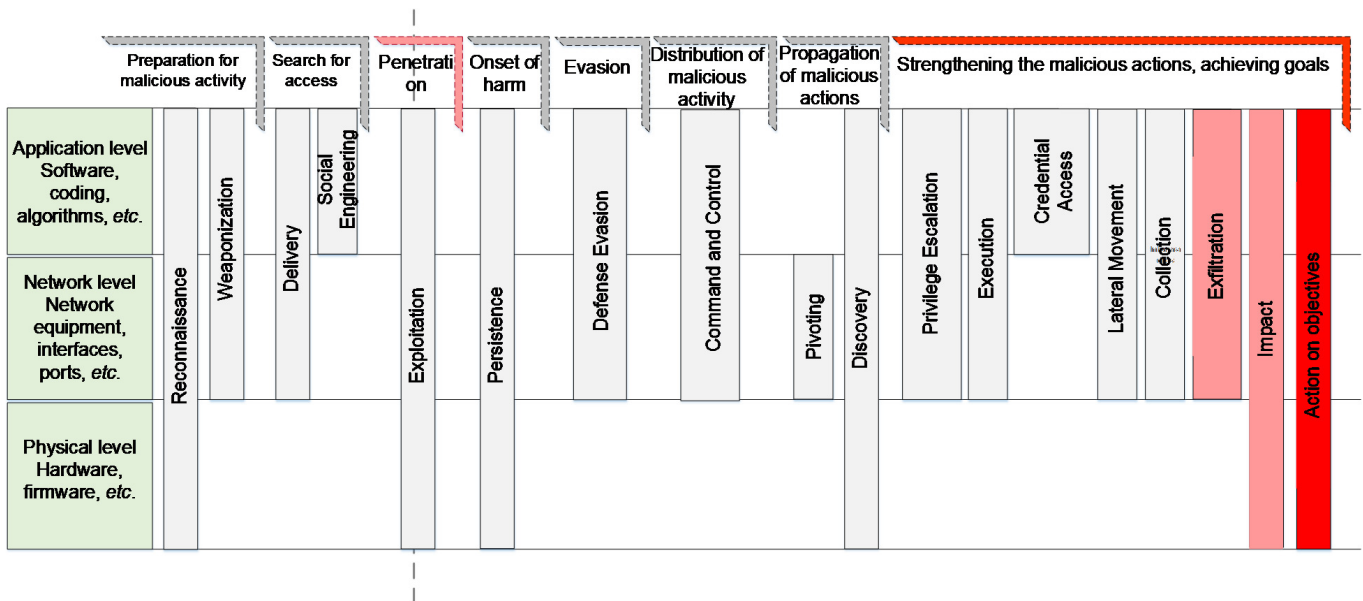 Preparation for
malicious activity
Search for
access
Penetrati
on
Onset of
harm
Evasion
Distribution of
malicious
activity
Propagation
of malicious
actions
Strengthening the malicious actions, achieving goals
Application level
Software,
coding,
algorithms, etc.
Network level
Network
equipment,
interfaces,
ports, etc.
Physical level
Hardware,
firmware, etc.
Reconnaissance
Weaponization
Delivery
Social
Engineering
Exploitation
Persistence
Defense Evasion
Command and Control
Pivoting
Discovery
Privilege Escalation
Execution
Credential
Access
Lateral Movement
Collection
Exfiltration
Impact
Action on objectives